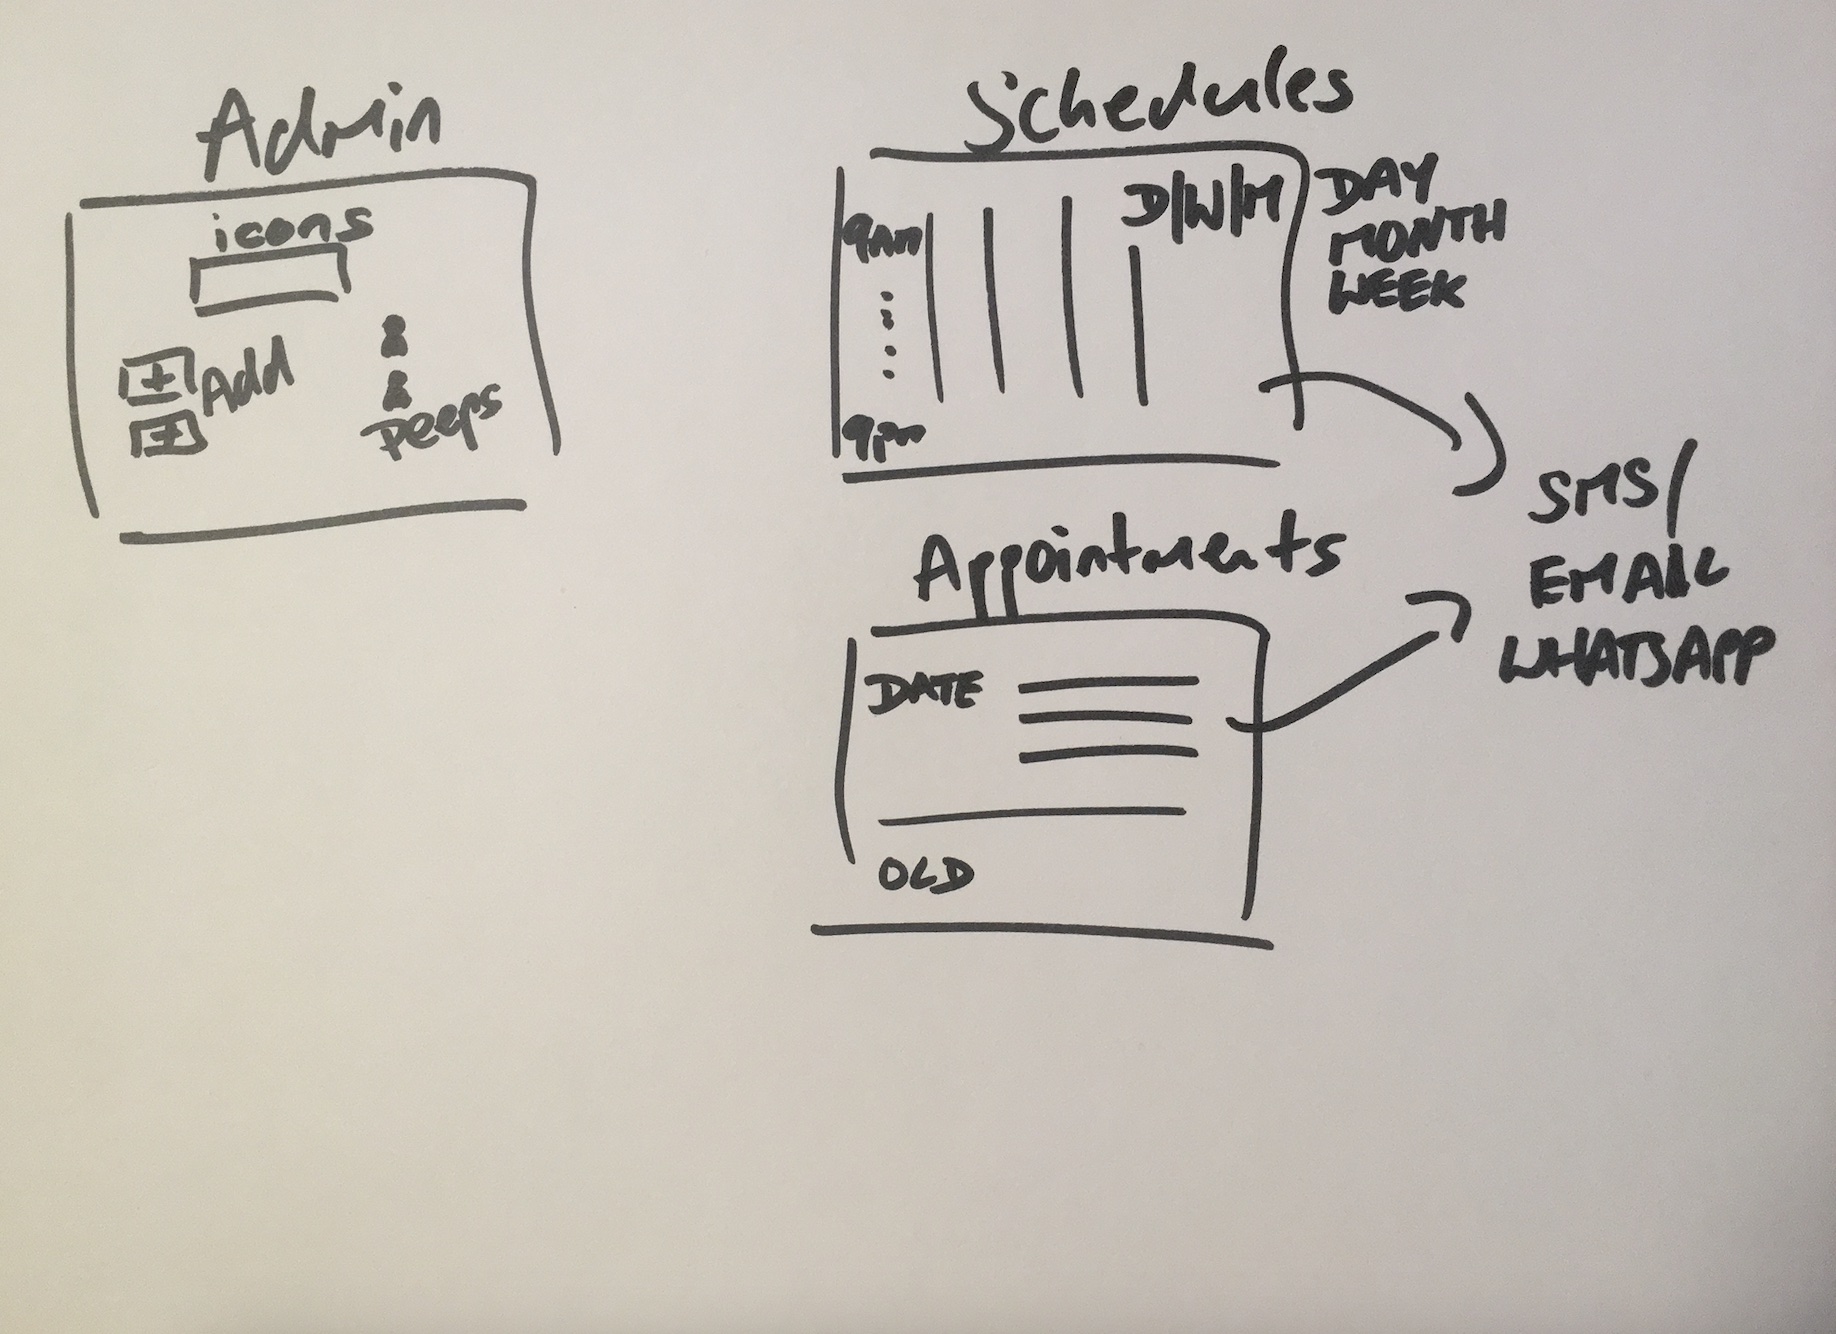 Admin
icons
Add
Peeps
Schedules
D/W/M
9AM
9pm
DAY
MONTH
WEEK
Appointments
DATE
OLD
SMS/
EMAIL
WHATSAPP